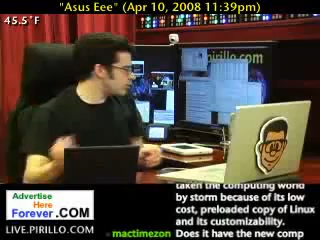 "Asus Eee" (Apr 10, 2008 11:39pm)
45.5°F
pirillo.com
taken the computing world
by storm because of its low
cost, preloaded copy of Linux
and its customizability.
mactimezon Does it have the new comp
Advertise
Here
Forever .COM
LIVE.PIRILLO.COM